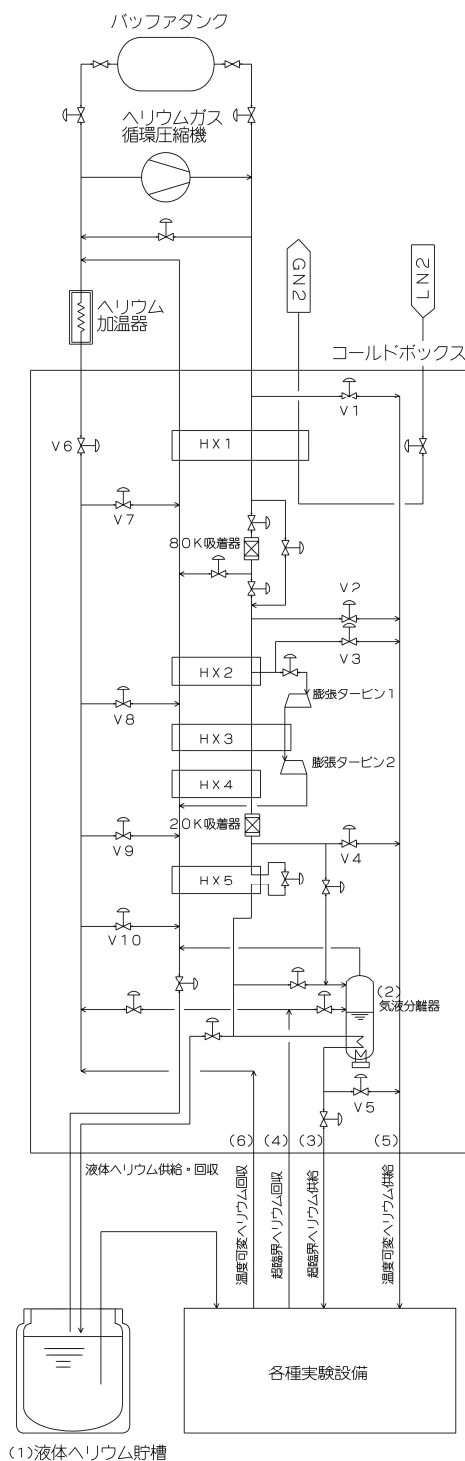 バッファタンク
ヘリウムガス
循環圧縮機
GN2
LN2
ヘリウム
加温器
コールドボックス
V1
V6
HX1
V7
80K吸着器
V2
V3
HX2
膨張タービン1
V8
HX3
膨張タービン2
HX4
20K吸着器
V9
V4
HX5
V10
(2)
気液分離器
V5
(6)
(4)
(3)
(5)
液体ヘリウム供給・回収
温度可変ヘリウム回収
超臨界ヘリウム回収
超臨界ヘリウム供給
温度可変ヘリウム供給
各種実験設備
(1)液体ヘリウム貯槽